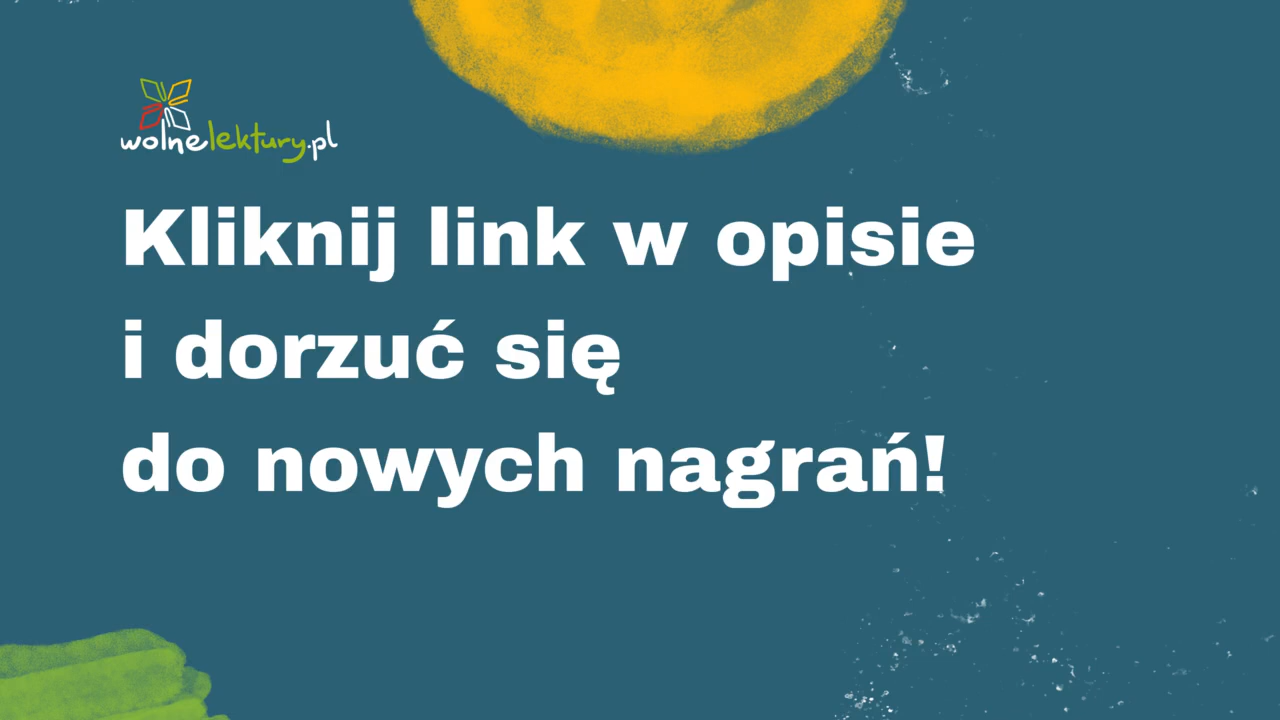 wolnelektury.pl
Kliknij link w opisie
i dorzuć się
do nowych nagrań!